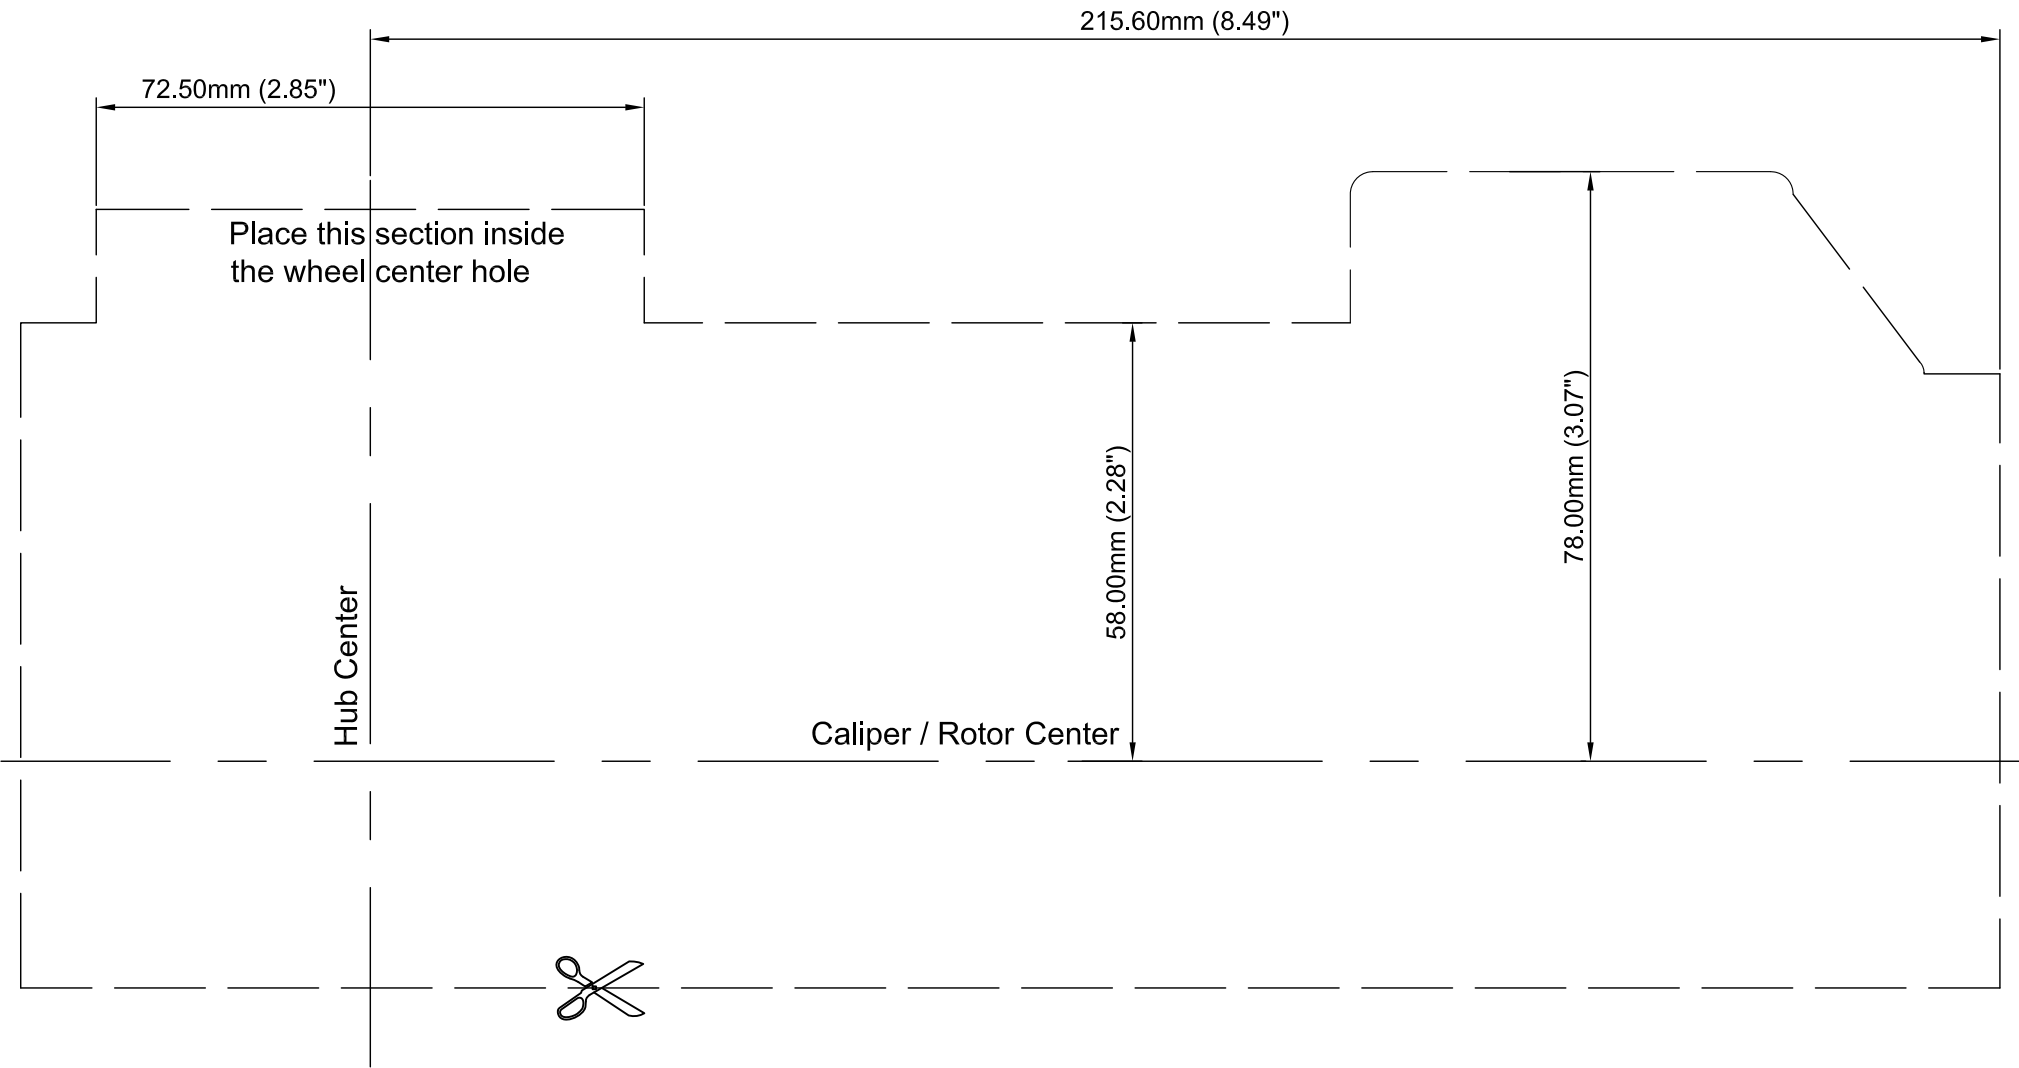 215.60mm (8.49")
72.50mm (2.85")
Place this section inside
the wheel center hole
78.00mm (3.07")
58.00mm (2.28")
Hub Center
Caliper / Rotor Center